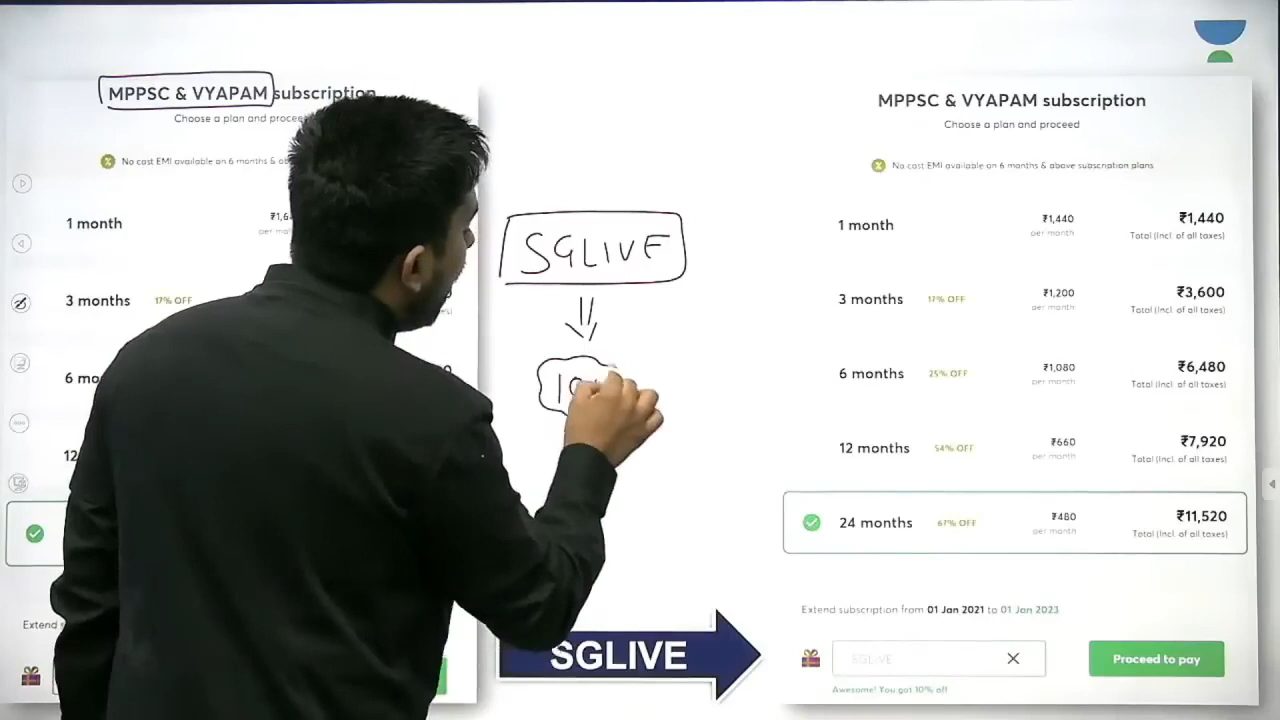 MPPSC & VYAPAM subscription
Choose a plan and
No cost EMI available on 6 months &
1 month
3 months 17% OFF
6
12
Extend
SGLIVE
SGLIVE
MPPSC & VYAPAM subscription
Choose a plan and proceed
No cost EMI available on 6 months & above subscription plans
1 month ₹1,440 ₹1,440
per month Total (Incl. of all taxes)
3 months 17% OFF ₹1,200 ₹3,600
per month Total (Incl. of all taxes)
6 months 25% OFF ₹1,080 ₹6,480
per month Total (Incl. of all taxes)
12 months 54% OFF ₹660 ₹7,920
per month Total (Incl. of all taxes)
24 months 67% OFF ₹480 ₹11,520
per month Total (Incl. of all taxes)
Extend subscription from 01 Jan 2021 to 01 Jan 2023
SGLIVE Proceed to pay
Awesome! You got 10% off